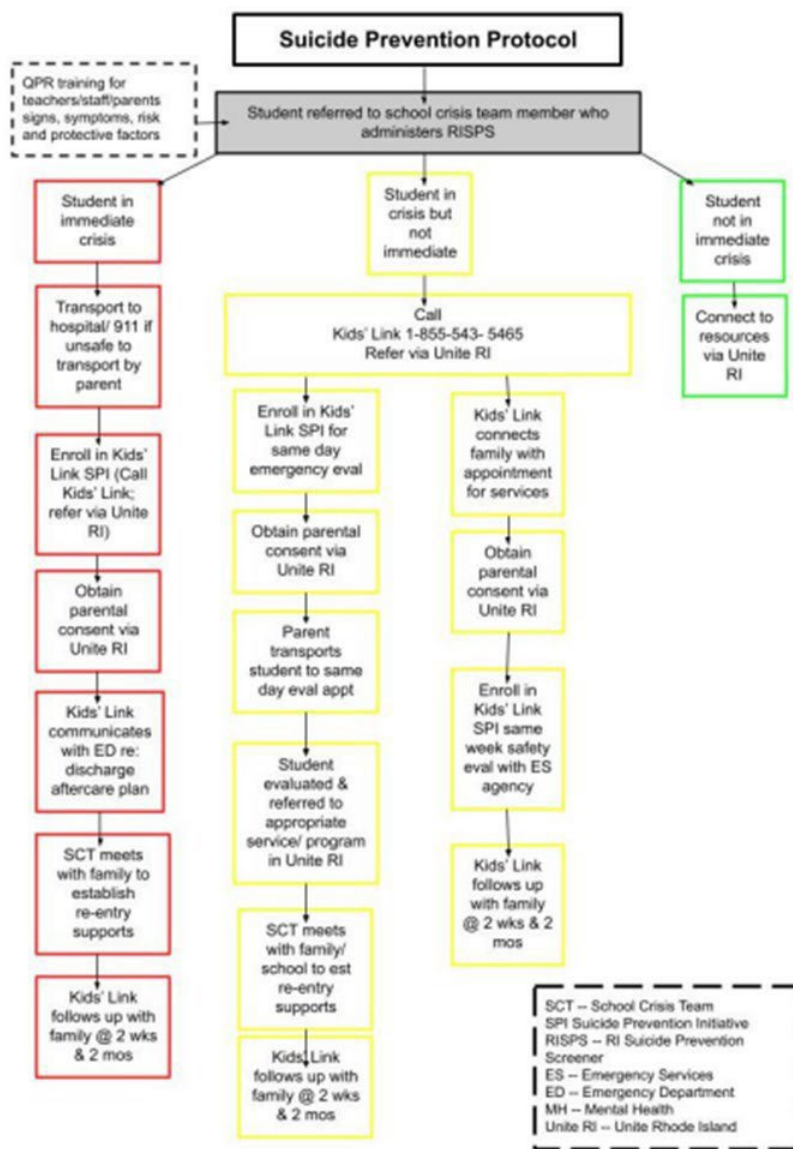 Suicide Prevention Protocol
QPR training for
teachers/staff/parents
signs, symptoms, risk
and protective factors
Student referred to school crisis team member who
administers RISPS
Student in
immediate
crisis
Transport to
hospital/ 911 if
unsafe to
transport by
parent
Enroll in Kids'
Link SPI (Call
Kids' Link;
refer via Unite
RI)
Obtain
parental
consent via
Unite RI
Kids' Link
communicates
with ED re:
discharge
aftercare plan
SCT meets
with family to
establish
re-entry
supports
Kids' Link
follows up with
family @ 2 wks
& 2 mos
Student in
crisis but
not
immediate
Call
Kids' Link 1-855-543- 5465
Refer via Unite RI
Enroll in Kids'
Link SPI for
same day
emergency eval
Obtain parental
consent via
Unite RI
Parent
transports
student to same
day eval appt
Student
evaluated &
referred to
appropriate
service/ program
in Unite RI
SCT meets
with family/
school to est
re-entry
supports
Kids' Link
follows up with
family @ 2 wks
& 2 mos
Kids' Link
connects
family with
appointment
for services
Obtain
parental
consent via
Unite RI
Enroll in
Kids' Link
SPI same
week safety
eval with ES
agency
Kids' Link
follows up
with family
@ 2 wks & 2
mos
Student
not in
immediate
crisis
Connect to
resources
via Unite
RI
SCT -- School Crisis Team
SPI Suicide Prevention Initiative
RISPS -- RI Suicide Prevention
Screener
ES -- Emergency Services
ED -- Emergency Department
MH -- Mental Health
Unite RI -- Unite Rhode Island